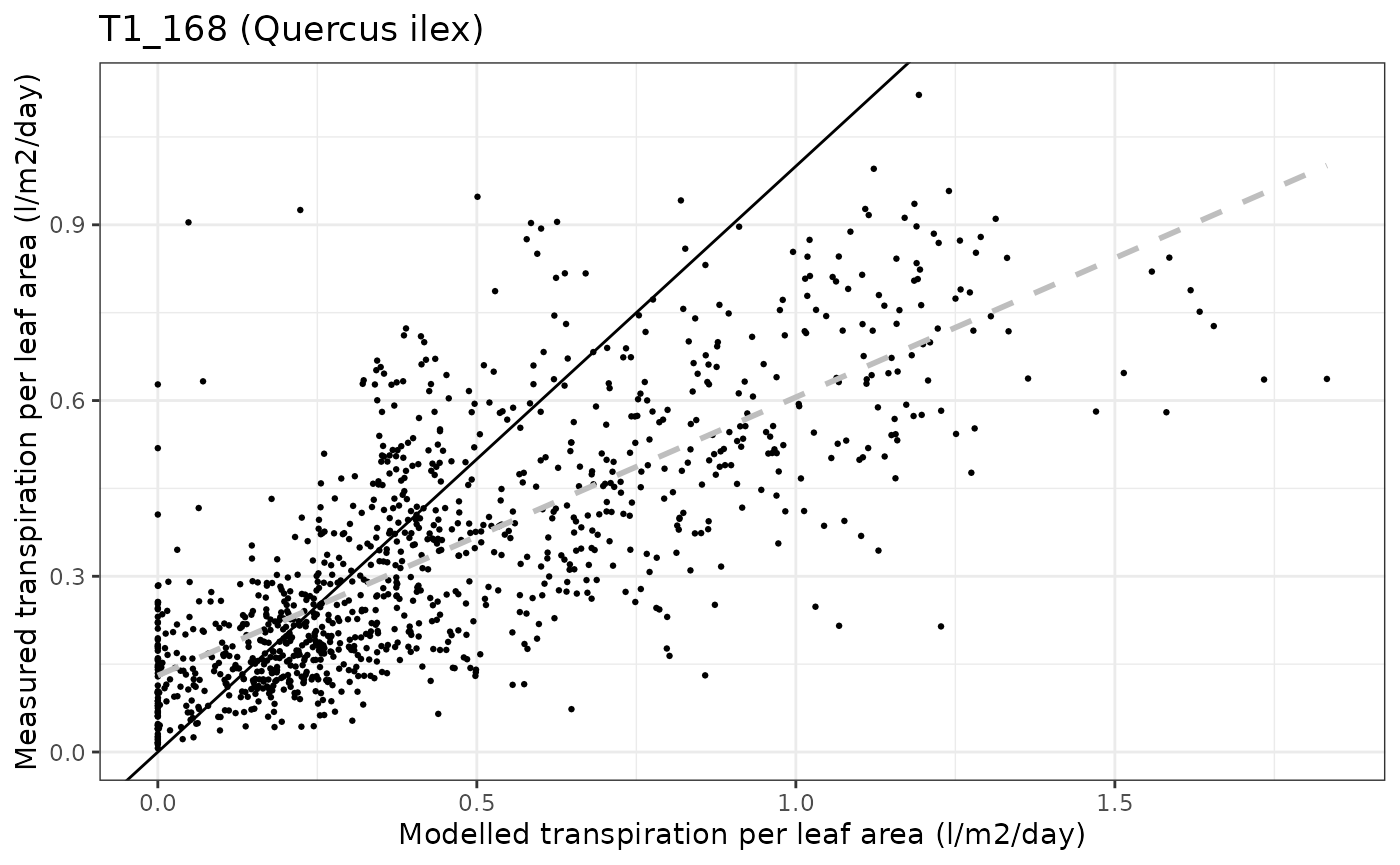 T1_168 (Quercus ilex)
Measured transpiration per leaf area (l/m2/day)
0.9
0.6
0.3
0.0
0.0 0.5 1.0 1.5
Modelled transpiration per leaf area (l/m2/day)